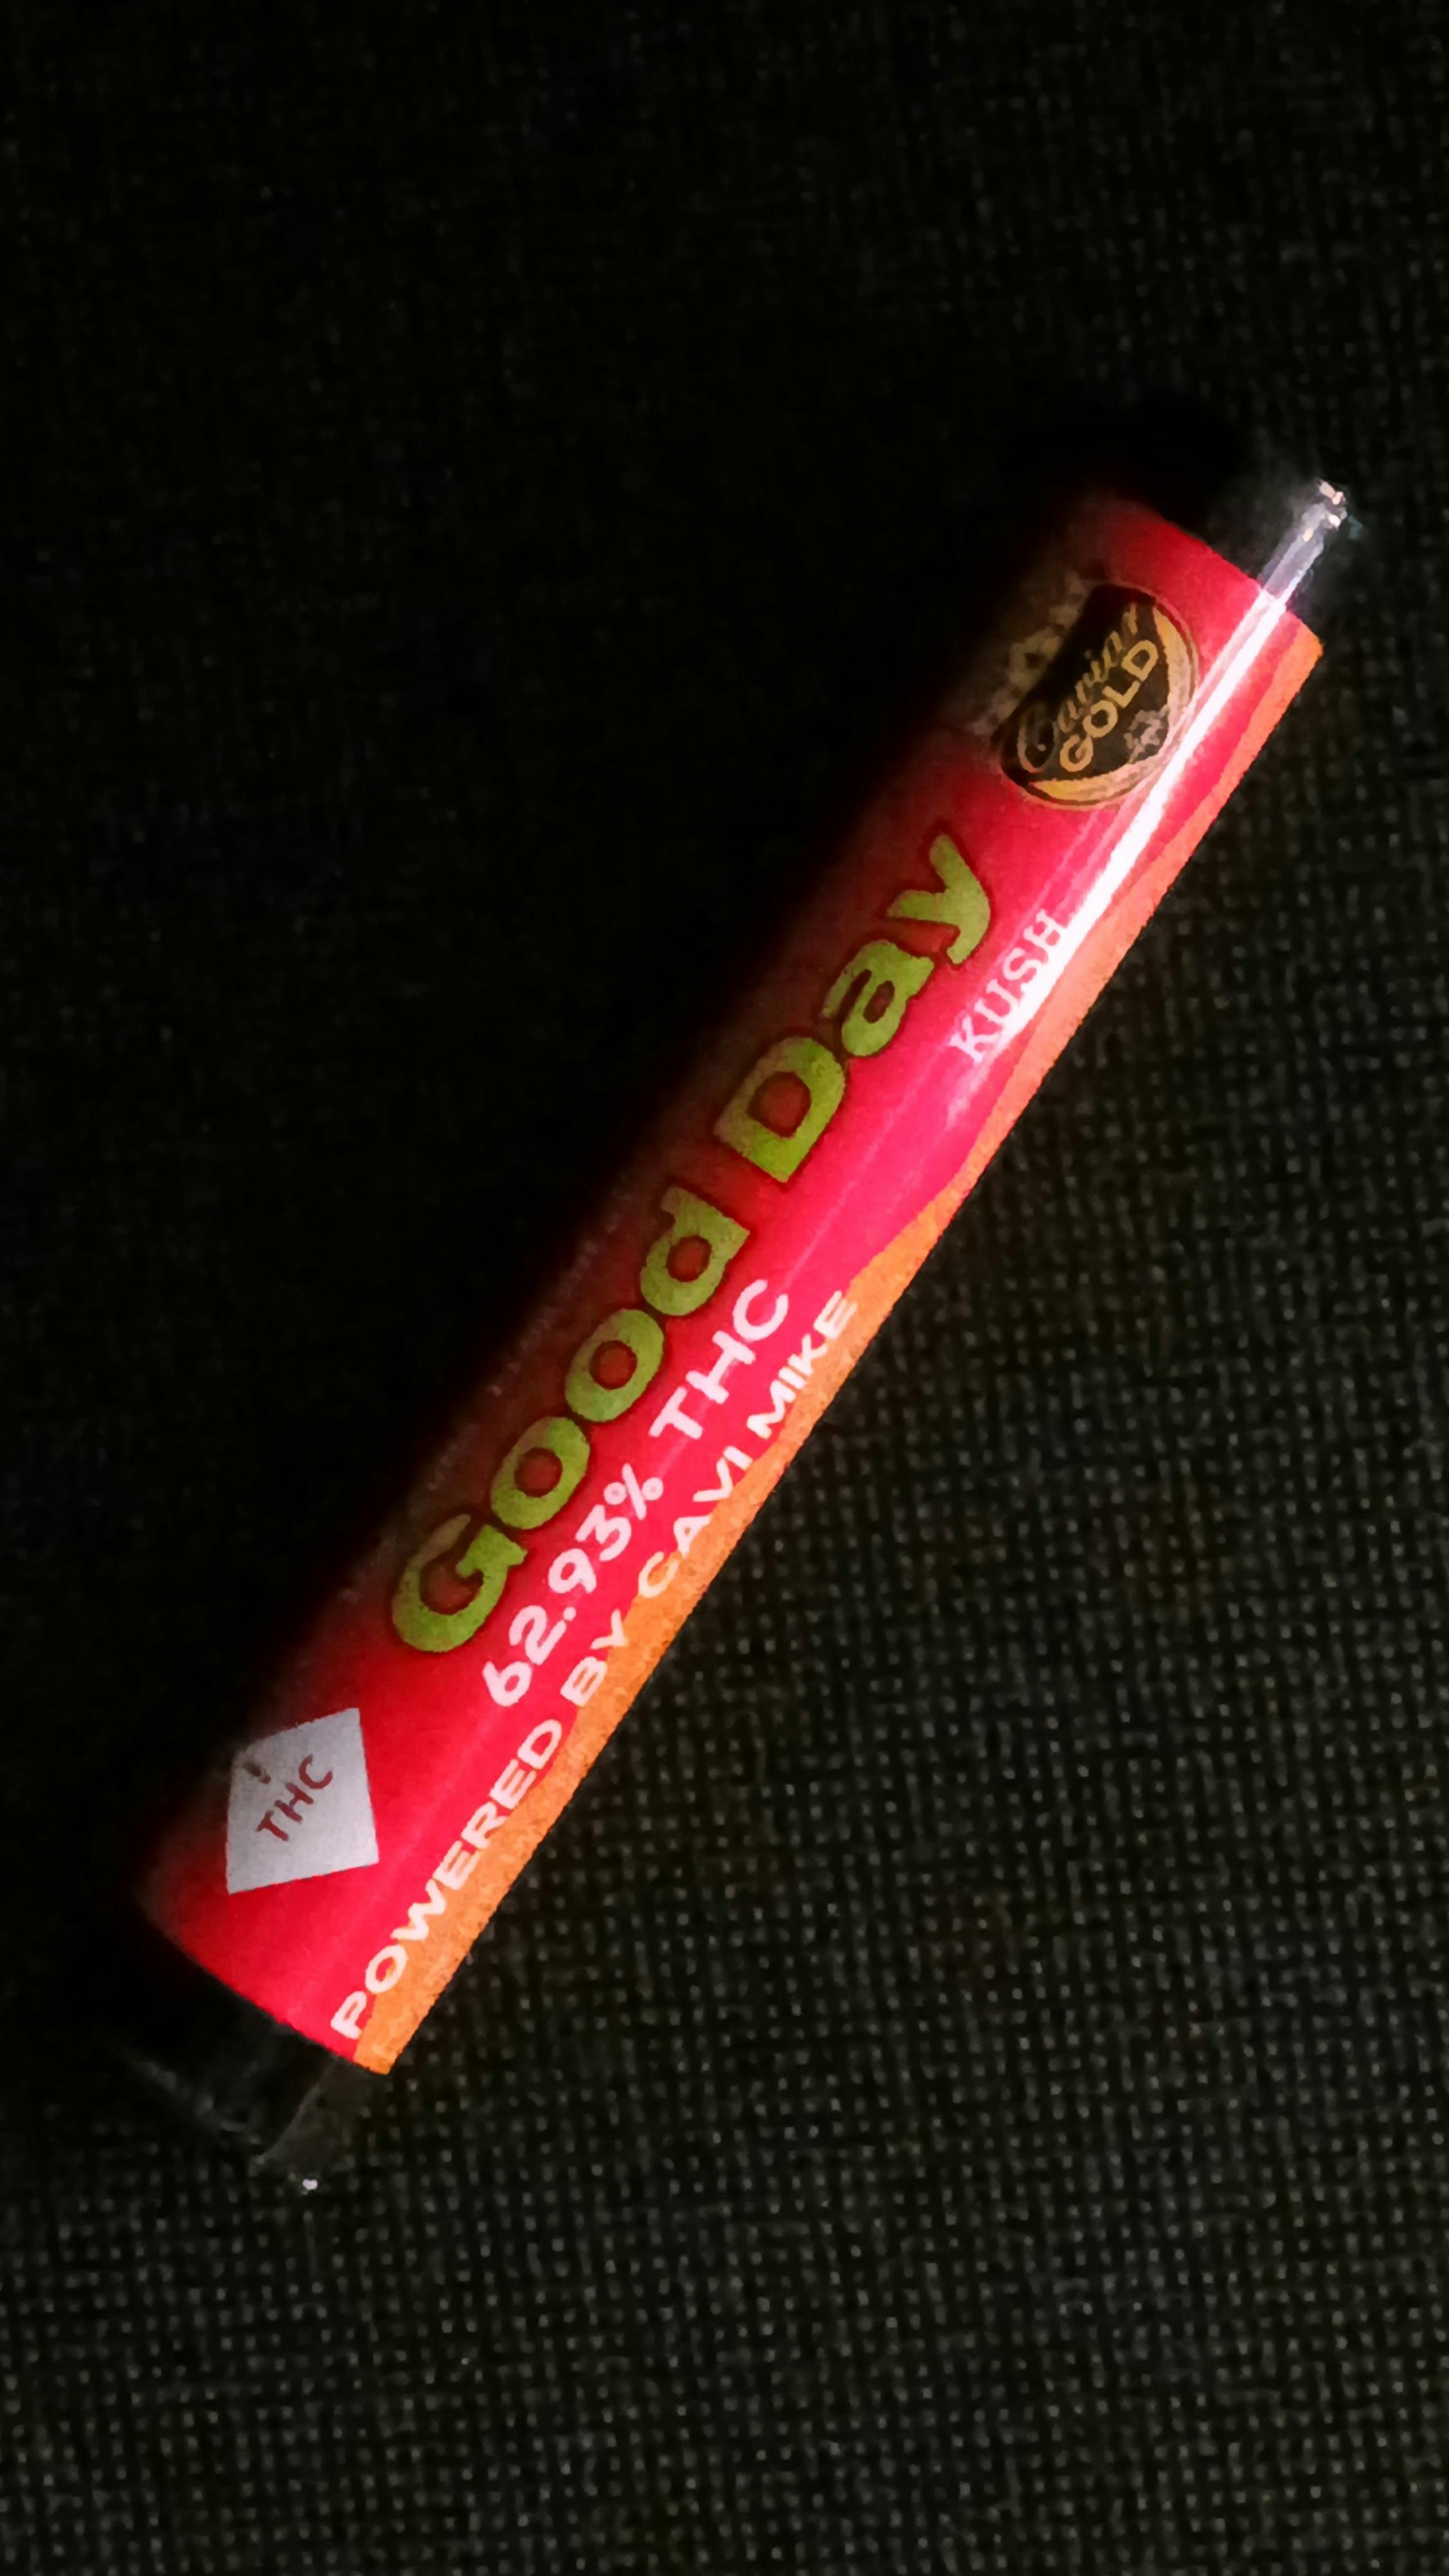 Caviar
GOLD
Good Day
KUSH
62.93% THC
POWERED BY CAVI MIKE
!
THC